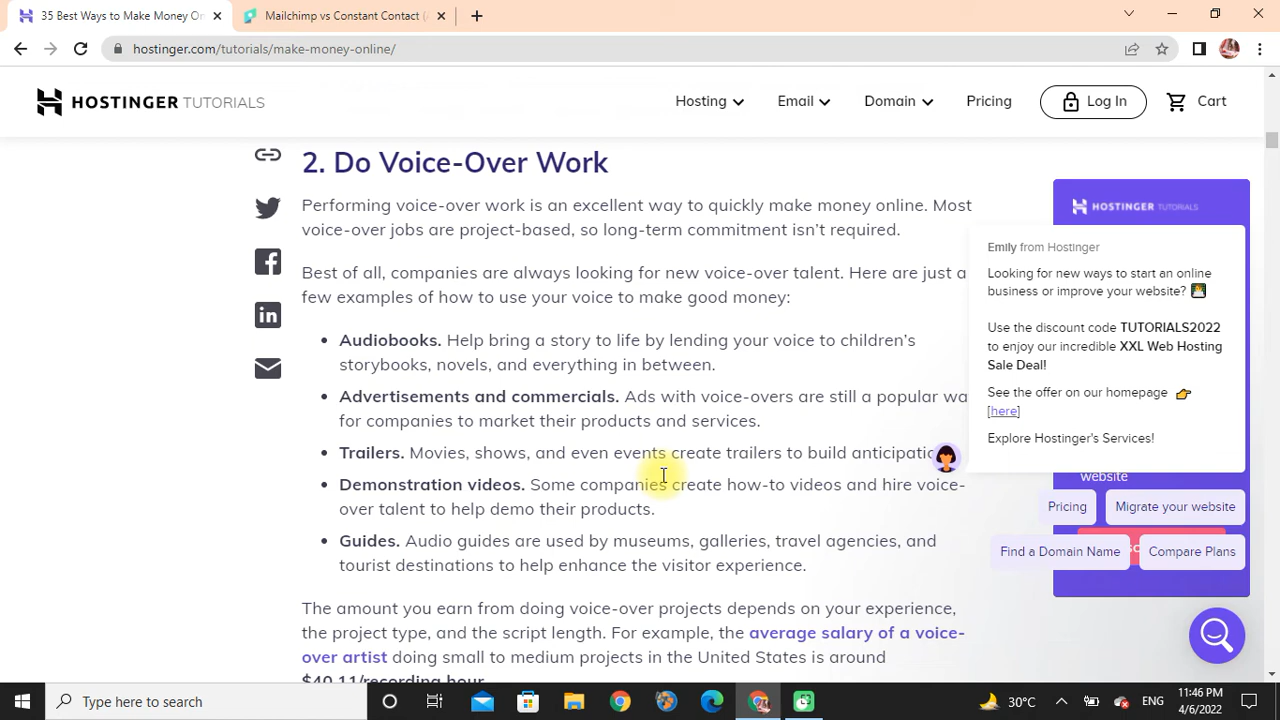 35 Best Ways to Make Money On
Mailchimp vs Constant Contact (
hostinger.com/tutorials/make-money-online/
HOSTINGER TUTORIALS
Hosting
Email
Domain
Pricing
Log In
Cart
2. Do Voice-Over Work
Performing voice-over work is an excellent way to quickly make money online. Most
voice-over jobs are project-based, so long-term commitment isn't required.
Best of all, companies are always looking for new voice-over talent. Here are just a
few examples of how to use your voice to make good money:
• Audiobooks. Help bring a story to life by lending your voice to children's
storybooks, novels, and everything in between.
• Advertisements and commercials. Ads with voice-overs are still a popular wa
for companies to market their products and services.
• Trailers. Movies, shows, and even events create trailers to build anticipatio
• Demostration videos. Some companies create how-to videos and hire voice-
over talent to help demo their products.
• Guides. Audio guides are used by museums, galleries, travel agencies, and
tourist destinations to help enhance the visitor experience.
The amount you earn from doing voice-over projects depends on your experience,
the project type, and the script length. For example, the average salary of a voice-
over artist doing small to medium projects in the United States is around
$40.11/recording hour
HOSTINGER TUTORIALS
Emily from Hostinger
Looking for new ways to start an online
business or improve your website?
Use the discount code TUTORIALS2022
to enjoy our incredible XXL Web Hosting
Sale Deal!
See the offer on our homepage
[here]
Explore Hostinger's Services!
website
Pricing
Migrate your website
Find a Domain Name
Compare Plans
Type here to search
30°C
ENG
11:46 PM
4/6/2022